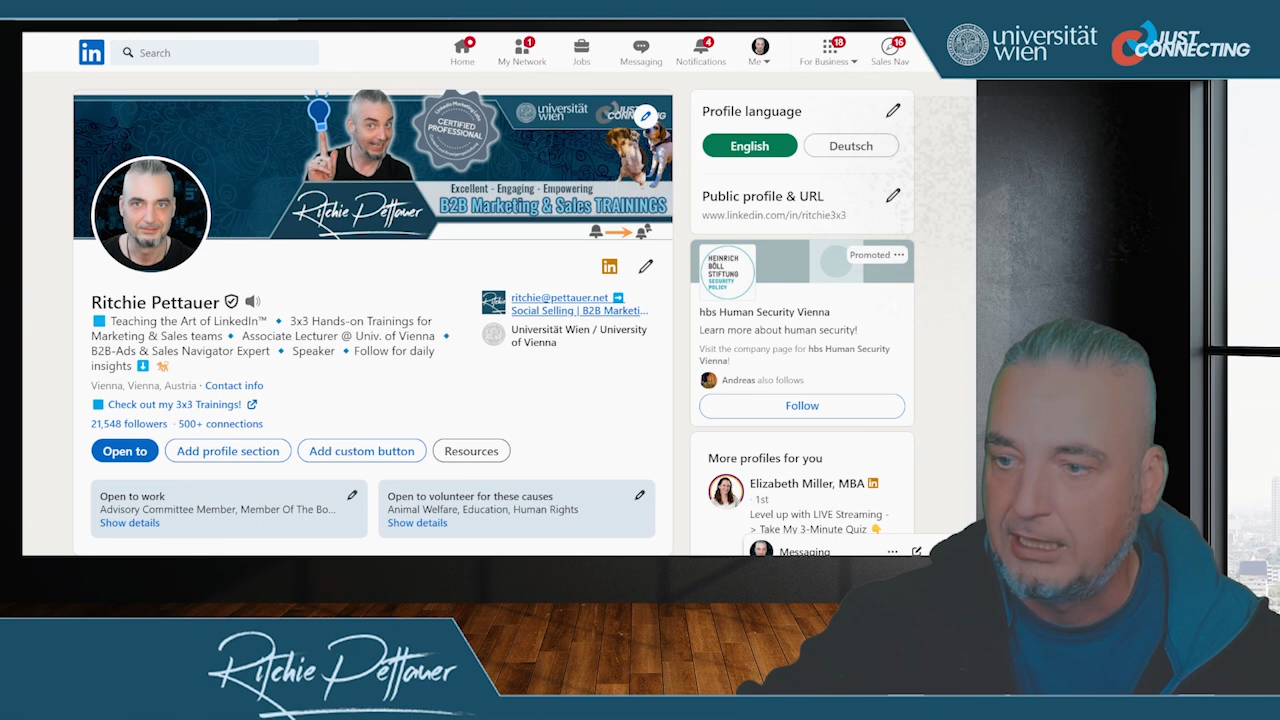 universität
wien
JUST
CONNECTING
Search
1
4
18
16
Home
My Network
Jobs
Messaging
Notifications
Me
For Business
Sales Nav
CERTIFIED
PROFESSIONAL
universität
wien
Excellent - Engaging - Empowering
Ritchie Pettauer
B2B Marketing & Sales TRAININGS
in
Ritchie Pettauer
Teaching the Art of LinkedIn™ 🔹 3x3 Hands-on Trainings for
Marketing & Sales teams 🔹 Associate Lecturer @ Univ. of Vienna 🔹
B2B-Ads & Sales Navigator Expert 🔹 Speaker 🔹Follow for daily
insights
Vienna, Vienna, Austria · Contact info
Check out my 3x3 Trainings!
21,548 followers · 500+ connections
ritchie@pettauer.net
Social Selling | B2B Marketi...
Universität Wien / University
of Vienna
Open to
Add profile section
Add custom button
Resources
Open to work
Advisory Committee Member, Member Of The Bo...
Show details
Open to volunteer for these causes
Animal Welfare, Education, Human Rights
Show details
Profile language
English
Deutsch
Public profile & URL
www.linkedin.com/in/ritchie3x3
Promoted ···
HEINRICH
BÖLL
STIFTUNG
SECURITY
POLICY
hbs Human Security Vienna
Learn more about human security!
Visit the company page for hbs Human Security
Vienna!
Andreas also follows
Follow
More profiles for you
Elizabeth Miller, MBA
· 1st
Level up with LIVE Streaming -
> Take My 3-Minute Quiz 👇
Messaging
Ritchie Pettauer